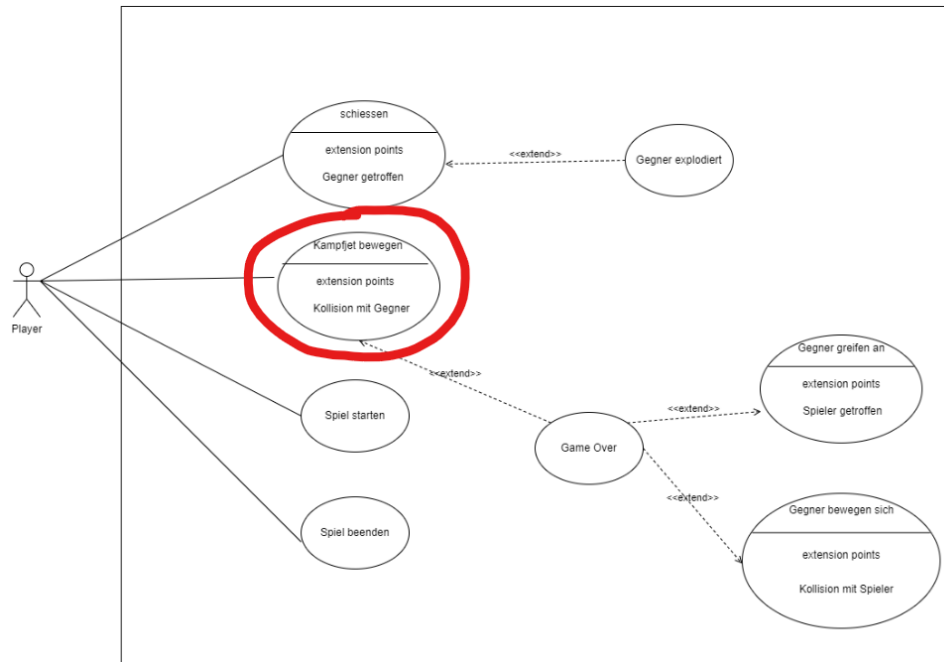 schiessen
extension points
Gegner getroffen
<<extend>>
Gegner explodiert
Kampfjet bewegen
extension points
Kollision mit Gegner
Player
<<extend>>
Gegner greifen an
extension points
Spieler getroffen
<<extend>>
Spiel starten
Game Over
<<extend>>
Gegner bewegen sich
extension points
Kollision mit Spieler
Spiel beenden